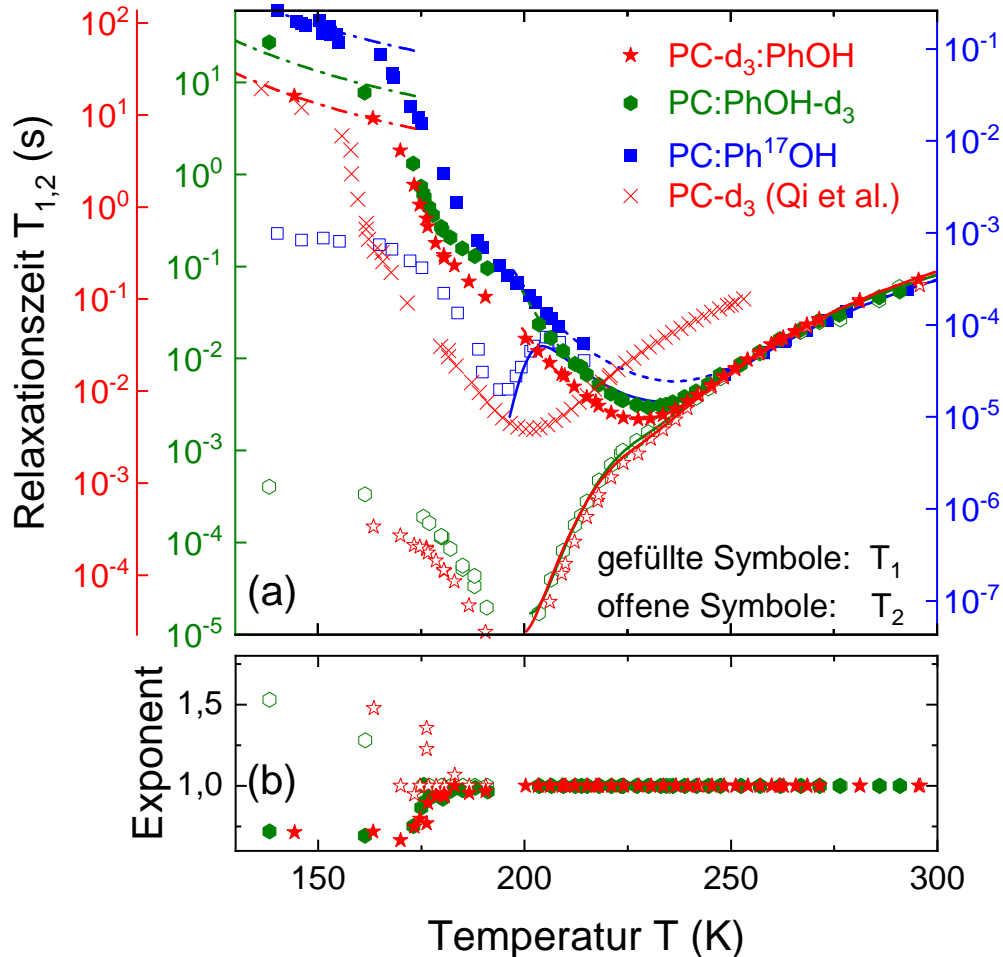 Relaxationszeit T1,2 (s)
10^2
10^1
10^0
10^-1
10^-2
10^-3
10^-4
10^1
10^0
10^-1
10^-2
10^-3
10^-4
10^-5
10^-1
10^-2
10^-3
10^-4
10^-5
10^-6
10^-7
PC-d3:PhOH
PC:PhOH-d3
PC:Ph^17OH
PC-d3 (Qi et al.)
(a)
gefüllte Symbole: T1
offene Symbole: T2
Exponent
1,5
1,0
(b)
150 200 250 300
Temperatur T (K)